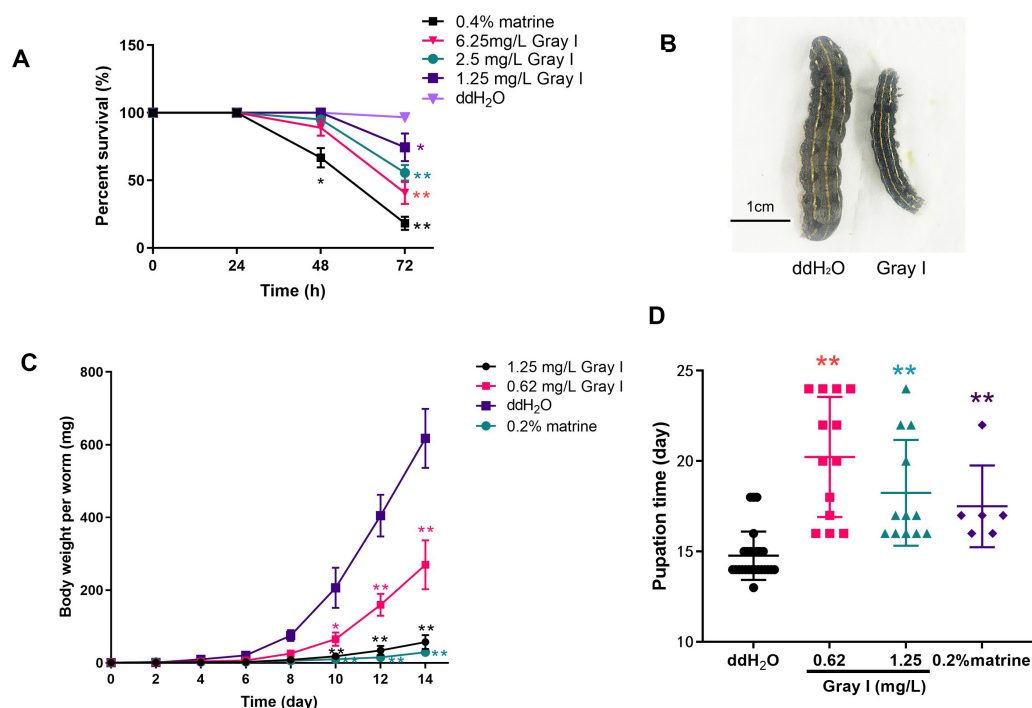 A
0.4% matrine
6.25mg/L Gray I
2.5 mg/L Gray I
1.25 mg/L Gray I
ddH₂O
Percent survival (%)
150
100
50
0
*
**
**
*
**
0 24 48 72
Time (h)
B
1cm
ddH₂O Gray I
C
1.25 mg/L Gray I
0.62 mg/L Gray I
ddH₂O
0.2% matrine
Body weight per worm (mg)
800
600
400
200
0
**
**
*
** ** **
** ** **
0 2 4 6 8 10 12 14
Time (day)
D
Pupation time (day)
25
20
15
10
** ** **
ddH₂O 0.62 1.25 0.2%matrine
Gray I (mg/L)